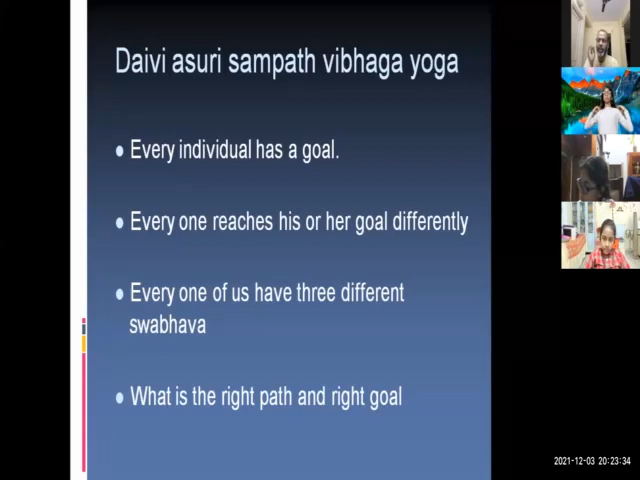 Daivi asuri sampath vibhaga yoga
• Every individual has a goal.
• Every one reaches his or her goal differently
• Every one of us have three different
swabhava
• What is the right path and right goal
2021-12-03 20:23:34